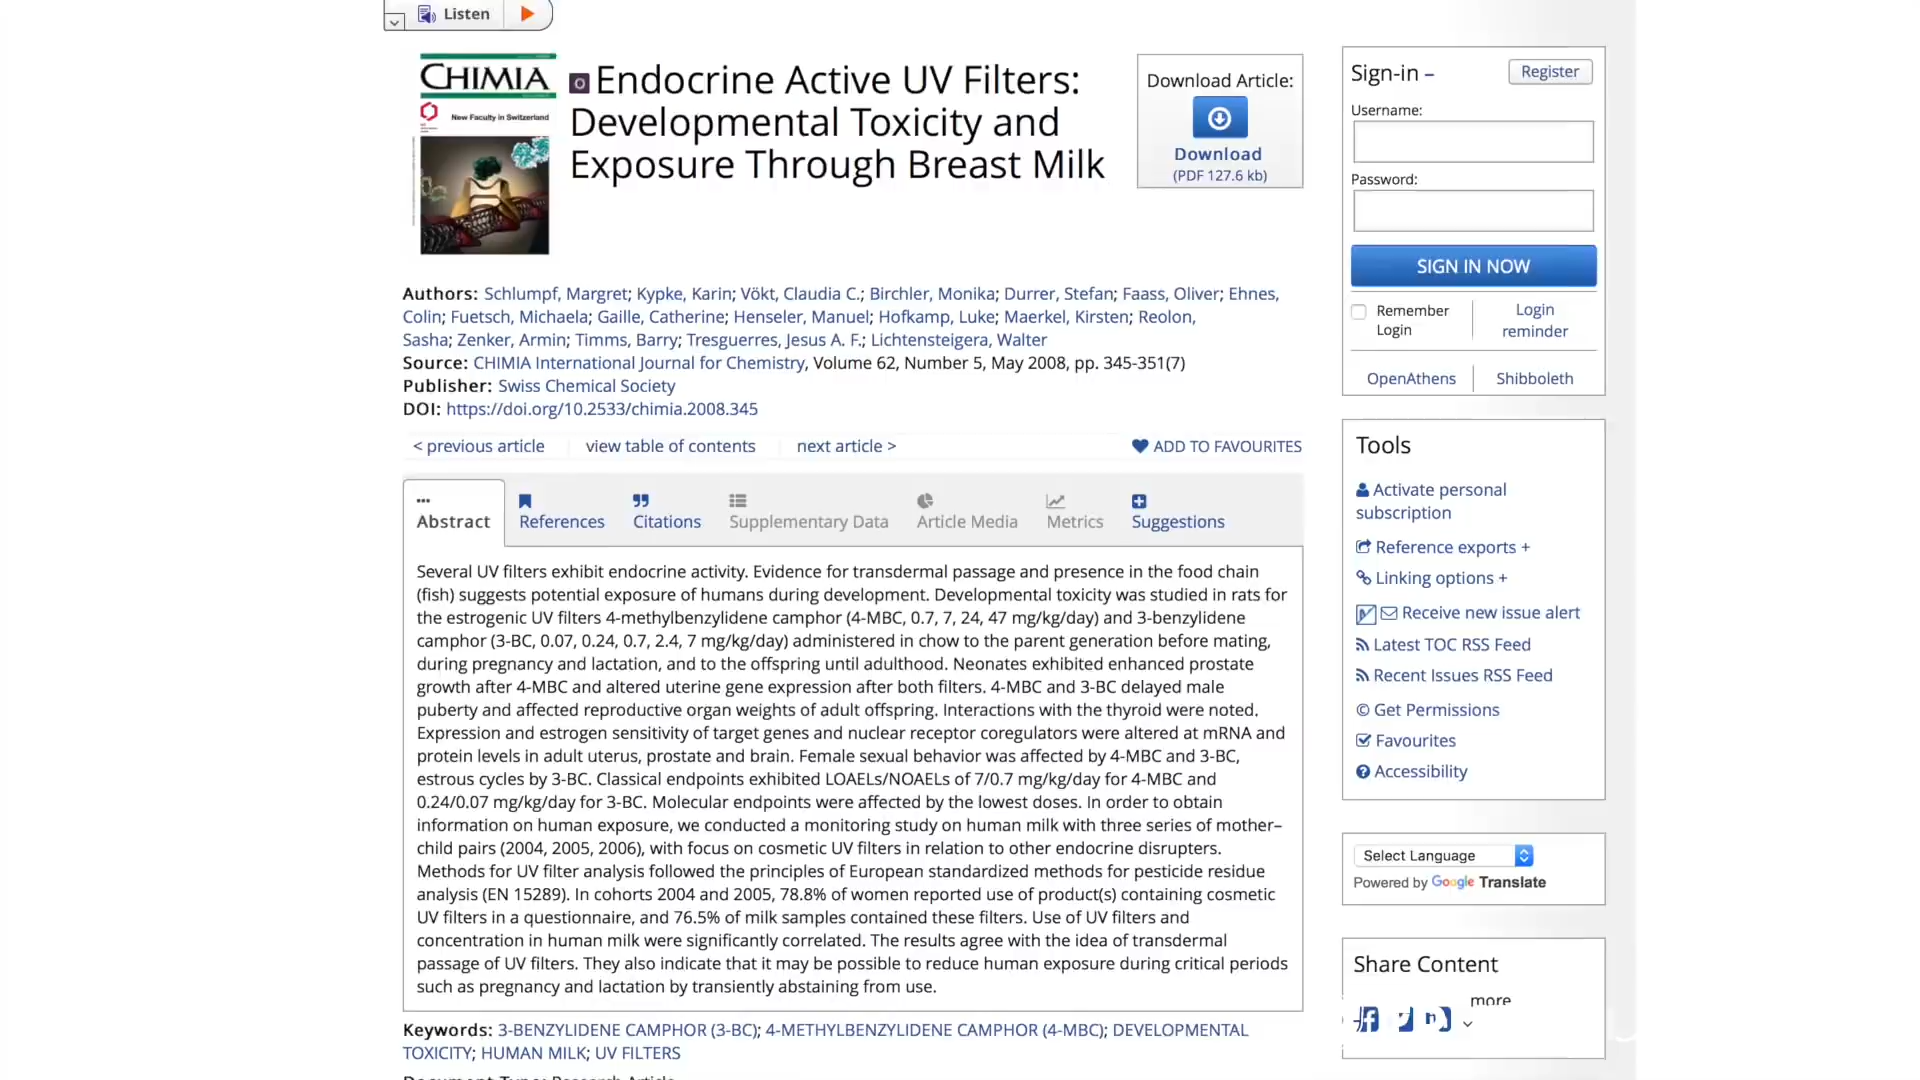 Listen
CHIMIA
New Faculty in Switzerland
Endocrine Active UV Filters:
Developmental Toxicity and
Exposure Through Breast Milk
Download Article:
Download
(PDF 127.6 kb)
Authors: Schlumpf, Margret; Kypke, Karin; Vökt, Claudia C.; Birchler, Monika; Durrer, Stefan; Faass, Oliver; Ehnes,
Colin; Fuetsch, Michaela; Gaille, Catherine; Henseler, Manuel; Hofkamp, Luke; Maerkel, Kirsten; Reolon,
Sasha; Zenker, Armin; Timms, Barry; Tresguerres, Jesus A. F.; Lichtensteigera, Walter
Source: CHIMIA International Journal for Chemistry, Volume 62, Number 5, May 2008, pp. 345-351(7)
Publisher: Swiss Chemical Society
DOI: https://doi.org/10.2533/chimia.2008.345
< previous article view table of contents next article > ADD TO FAVOURITES
Abstract References Citations Supplementary Data Article Media Metrics Suggestions
Several UV filters exhibit endocrine activity. Evidence for transdermal passage and presence in the food chain
(fish) suggests potential exposure of humans during development. Developmental toxicity was studied in rats for
the estrogenic UV filters 4-methylbenzylidene camphor (4-MBC, 0.7, 7, 24, 47 mg/kg/day) and 3-benzylidene
camphor (3-BC, 0.07, 0.24, 0.7, 2.4, 7 mg/kg/day) administered in chow to the parent generation before mating,
during pregnancy and lactation, and to the offspring until adulthood. Neonates exhibited enhanced prostate
growth after 4-MBC and altered uterine gene expression after both filters. 4-MBC and 3-BC delayed male
puberty and affected reproductive organ weights of adult offspring. Interactions with the thyroid were noted.
Expression and estrogen sensitivity of target genes and nuclear receptor coregulators were altered at mRNA and
protein levels in adult uterus, prostate and brain. Female sexual behavior was affected by 4-MBC and 3-BC,
estrous cycles by 3-BC. Classical endpoints exhibited LOAELs/NOAELs of 7/0.7 mg/kg/day for 4-MBC and
0.24/0.07 mg/kg/day for 3-BC. Molecular endpoints were affected by the lowest doses. In order to obtain
information on human exposure, we conducted a monitoring study on human milk with three series of mother–
child pairs (2004, 2005, 2006), with focus on cosmetic UV filters in relation to other endocrine disrupters.
Methods for UV filter analysis followed the principles of European standardized methods for pesticide residue
analysis (EN 15289). In cohorts 2004 and 2005, 78.8% of women reported use of product(s) containing cosmetic
UV filters in a questionnaire, and 76.5% of milk samples contained these filters. Use of UV filters and
concentration in human milk were significantly correlated. The results agree with the idea of transdermal
passage of UV filters. They also indicate that it may be possible to reduce human exposure during critical periods
such as pregnancy and lactation by transiently abstaining from use.
Keywords: 3-BENZYLIDENE CAMPHOR (3-BC); 4-METHYLBENZYLIDENE CAMPHOR (4-MBC); DEVELOPMENTAL
TOXICITY; HUMAN MILK; UV FILTERS
Document Type: Research Article
Sign-in – Register
Username:
Password:
SIGN IN NOW
Remember
Login
Login
reminder
OpenAthens Shibboleth
Tools
Activate personal
subscription
Reference exports +
Linking options +
Receive new issue alert
Latest TOC RSS Feed
Recent Issues RSS Feed
© Get Permissions
Favourites
Accessibility
Select Language
Powered by Google Translate
Share Content
more